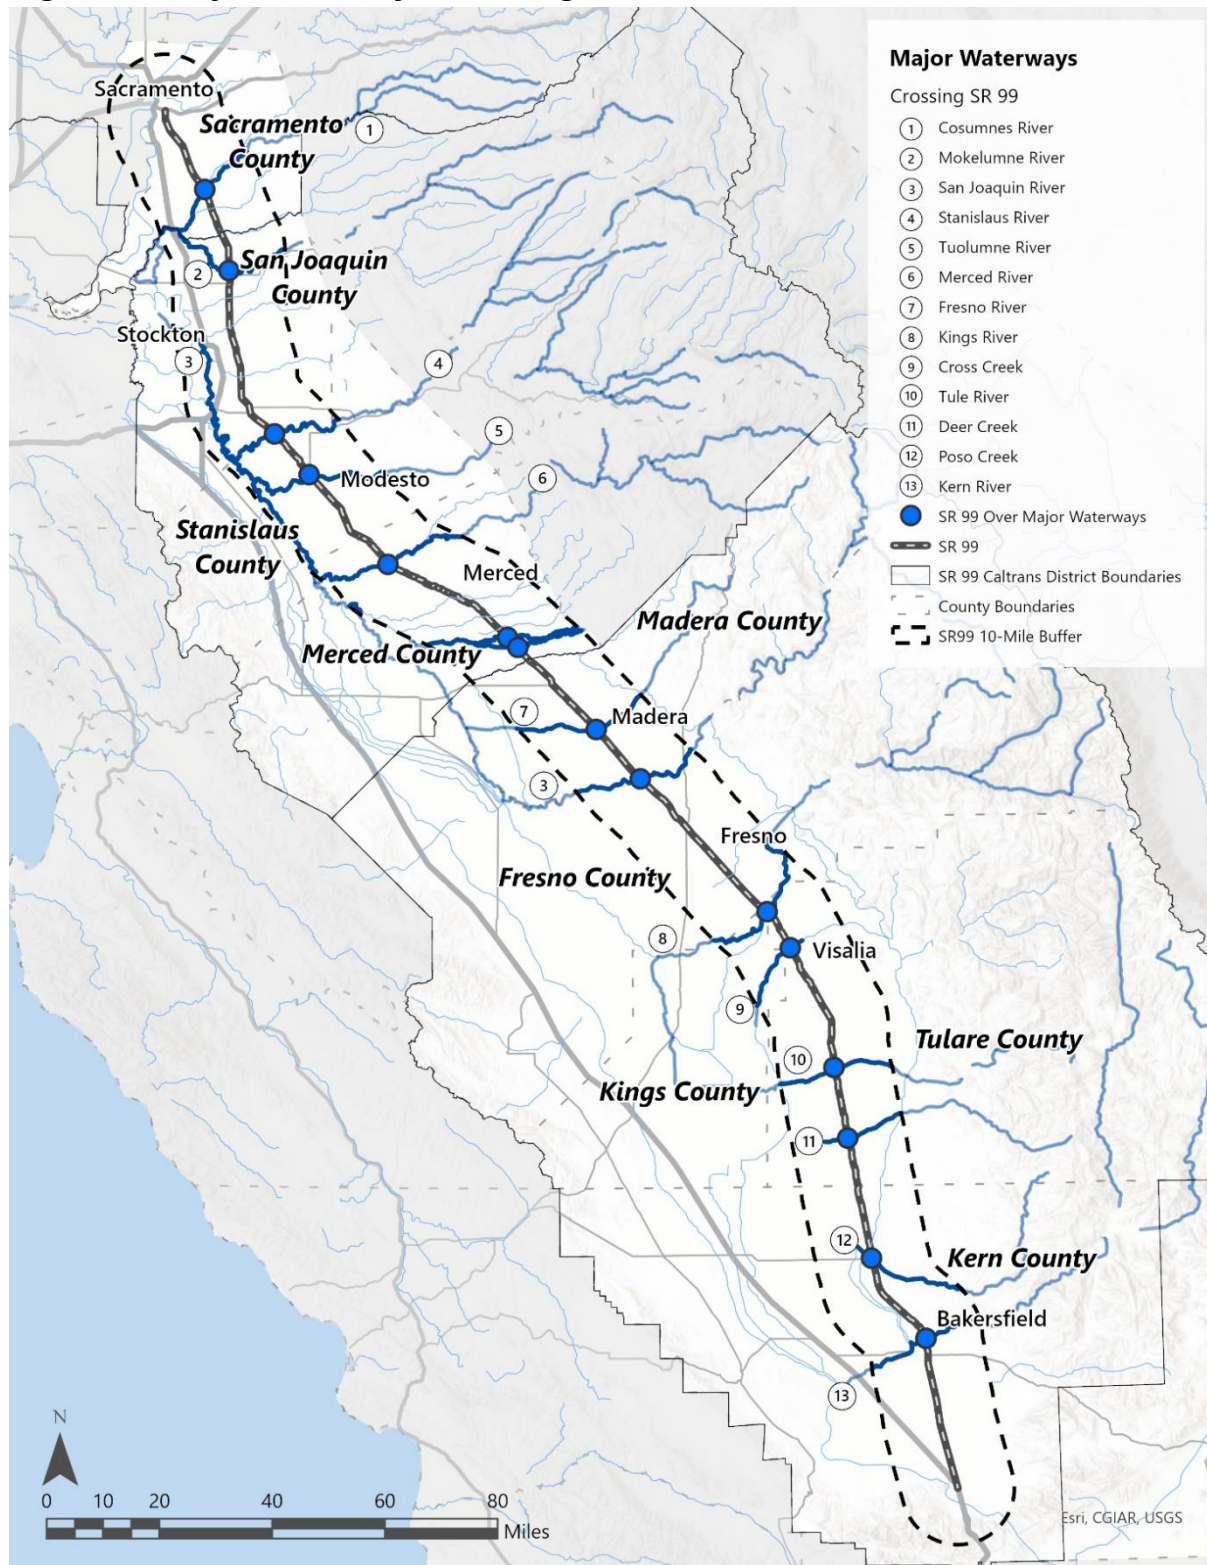 Major Waterways
Crossing SR 99
1 Cosumnes River
2 Mokelumne River
3 San Joaquin River
4 Stanislaus River
5 Tuolumne River
6 Merced River
7 Fresno River
8 Kings River
9 Cross Creek
10 Tule River
11 Deer Creek
12 Poso Creek
13 Kern River
SR 99 Over Major Waterways
SR 99
SR 99 Caltrans District Boundaries
County Boundaries
SR99 10-Mile Buffer
Sacramento
1
Sacramento
County
2
San Joaquin
County
Stockton
3
4
5
Modesto
6
Stanislaus
County
Merced
Madera County
Merced County
7
Madera
3
Fresno
Fresno County
8
Visalia
9
Tulare County
10
Kings County
11
12
Kern County
Bakersfield
13
N
0 10 20 40 60 80
Miles
Esri, CGIAR, USGS